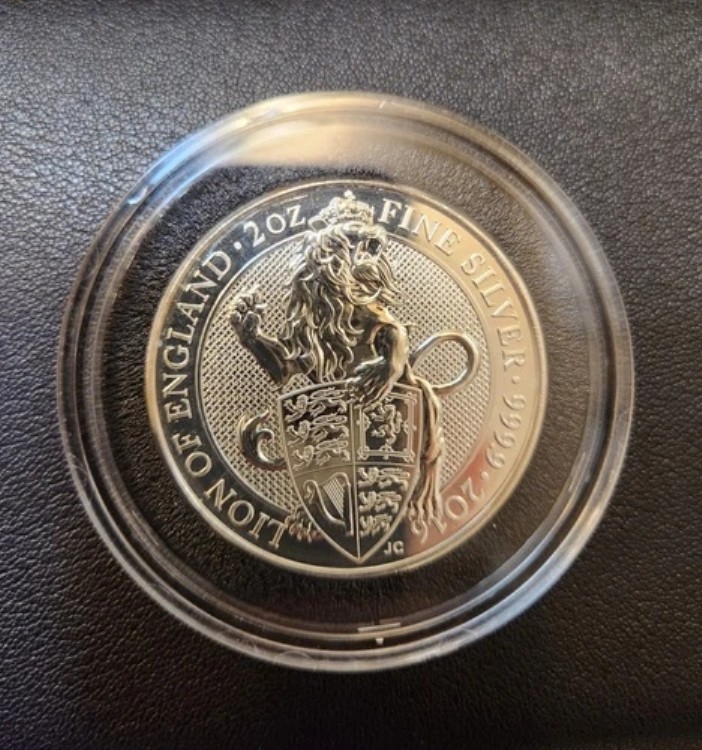 LION OF ENGLAND · 2OZ FINE SILVER · 9999 · 2016
JC